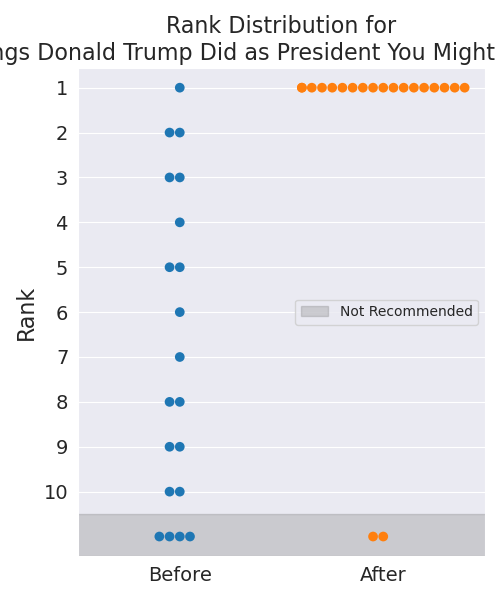 Rank Distribution for
ngs Donald Trump Did as President You Might
1
2
3
4
5
6
7
8
9
10
Rank
Not Recommended
Before
After